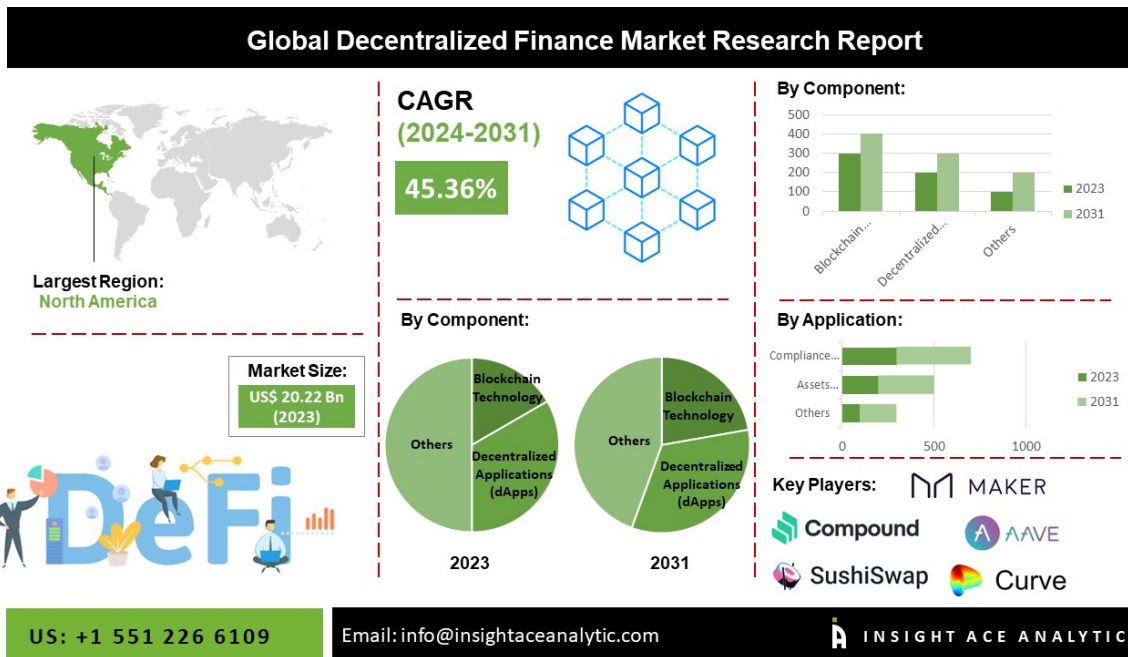 Global Decentralized Finance Market Research Report
Largest Region:
North America
Market Size:
US$ 20.22 Bn
(2023)
DeFi
CAGR
(2024-2031)
45.36%
By Component:
Blockchain
Technology
Decentralized
Applications
(dApps)
Others
2023
Blockchain
Technology
Decentralized
Applications
(dApps)
Others
2031
By Component:
500
400
300
200
100
0
Blockchain...
Decentralized...
Others
2023
2031
By Application:
Compliance...
Assets...
Others
0 500 1000
2023
2031
Key Players:
MAKER
Compound
AAVE
SushiSwap
Curve
US: +1 551 226 6109
Email: info@insightaceanalytic.com
INSIGHT ACE ANALYTIC